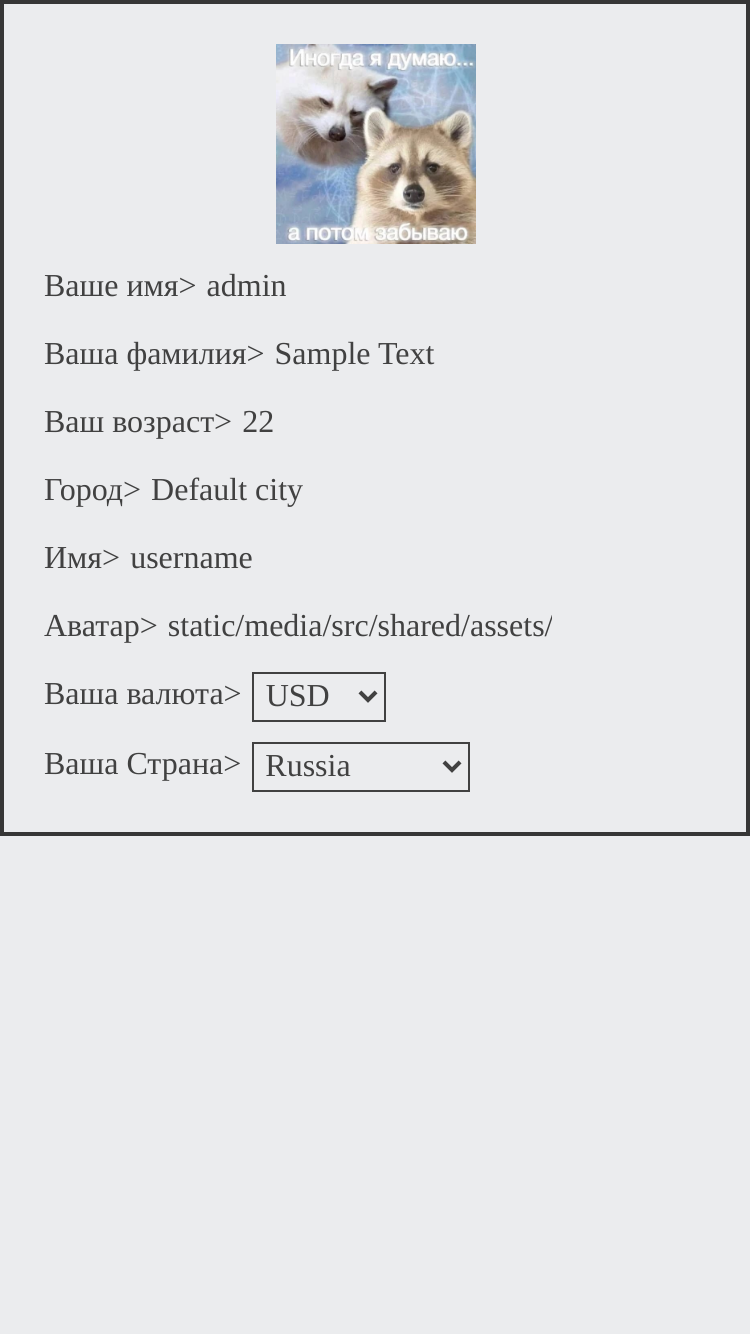 Иногда я думаю...
а потом забываю
Ваше имя> admin
Ваша фамилия> Sample Text
Ваш возраст> 22
Город> Default city
Имя> username
Аватар> static/media/src/shared/assets/
Ваша валюта> USD
Ваша Страна> Russia